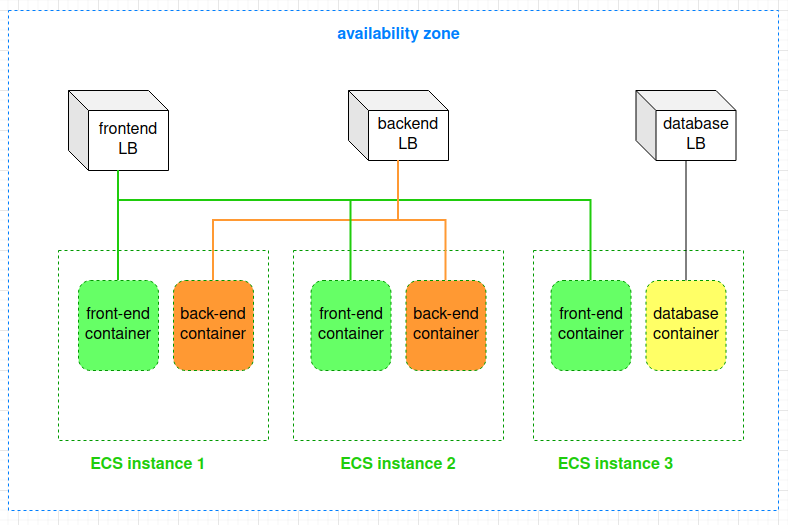 availability zone
frontend
LB
backend
LB
database
LB
front-end
container
back-end
container
front-end
container
back-end
container
front-end
container
database
container
ECS instance 1
ECS instance 2
ECS instance 3